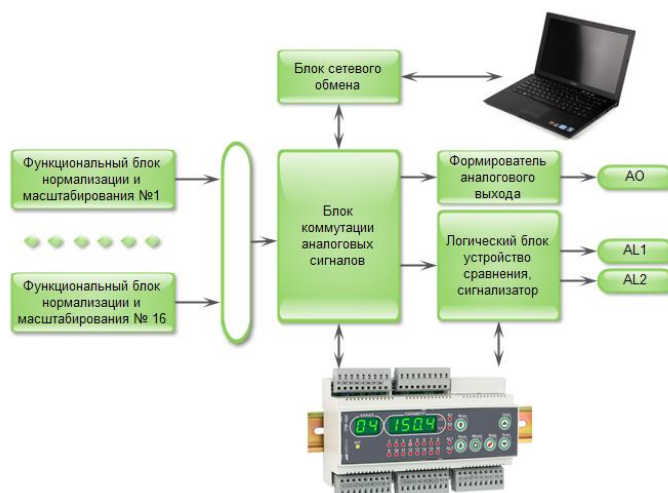 Блок сетевого
обмена
Функциональный блок
нормализации и
масштабирования №1
Формирователь
аналогового
выхода
AO
Блок
коммутации
аналоговых
сигналов
Логический блок
устройство
сравнения,
сигнализатор
AL1
AL2
Функциональный блок
нормализации и
масштабирования № 16
04
150.4